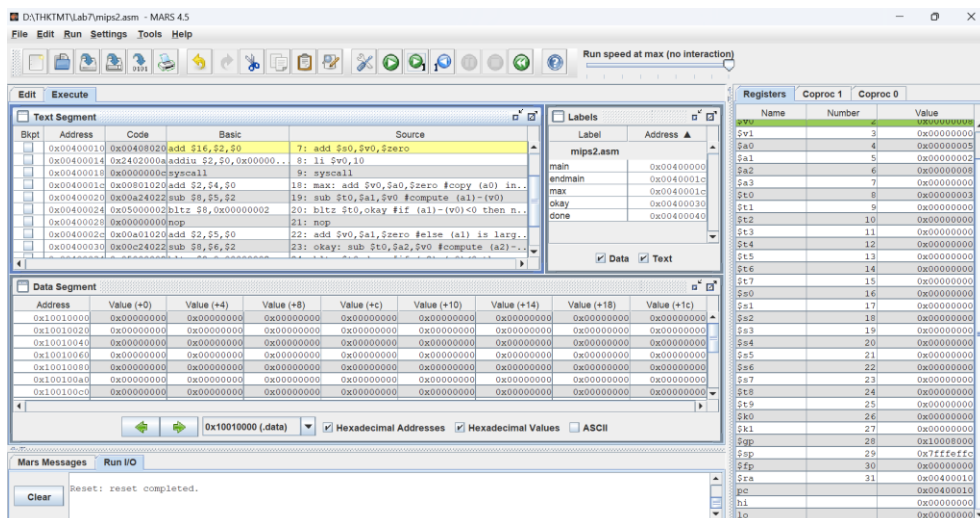 D:\THKTMT\Lab7\mips2.asm - MARS 4.5
File Edit Run Settings Tools Help
Run speed at max (no interaction)
Edit Execute
Text Segment
Bkpt Address Code Basic Source
0x00400010 0x00408020 add $16,$2,$0 7: add $s0,$v0,$zero
0x00400014 0x2402000a addiu $2,$0,0x00000... 8: li $v0,10
0x00400018 0x0000000c syscall 9: syscall
0x0040001c 0x00801020 add $2,$4,$0 18: max: add $v0,$a0,$zero #copy (a0) in..
0x00400020 0x00a24022 sub $8,$5,$2 19: sub $t0,$a1,$v0 #compute (a1)-(v0)
0x00400024 0x05000002 bltz $8,0x00000002 20: bltz $t0,okay #if (a1)-(v0)<0 then n..
0x00400028 0x00000000 nop 21: nop
0x0040002c 0x00a01020 add $2,$5,$0 22: add $v0,$a1,$zero #else (a1) is larg..
0x00400030 0x00c24022 sub $8,$6,$2 23: okay: sub $t0,$a2,$v0 #compute (a2)-..
Labels
Label Address ▲
mips2.asm
main 0x00400000
endmain 0x0040001c
max 0x0040001c
okay 0x00400030
done 0x00400040
Data Text
Data Segment
Address Value (+0) Value (+4) Value (+8) Value (+c) Value (+10) Value (+14) Value (+18) Value (+1c)
0x10010000 0x00000000 0x00000000 0x00000000 0x00000000 0x00000000 0x00000000 0x00000000 0x00000000
0x10010020 0x00000000 0x00000000 0x00000000 0x00000000 0x00000000 0x00000000 0x00000000 0x00000000
0x10010040 0x00000000 0x00000000 0x00000000 0x00000000 0x00000000 0x00000000 0x00000000 0x00000000
0x10010060 0x00000000 0x00000000 0x00000000 0x00000000 0x00000000 0x00000000 0x00000000 0x00000000
0x10010080 0x00000000 0x00000000 0x00000000 0x00000000 0x00000000 0x00000000 0x00000000 0x00000000
0x100100a0 0x00000000 0x00000000 0x00000000 0x00000000 0x00000000 0x00000000 0x00000000 0x00000000
0x100100c0 0x00000000 0x00000000 0x00000000 0x00000000 0x00000000 0x00000000 0x00000000 0x00000000
0x10010000 (.data) Hexadecimal Addresses Hexadecimal Values ASCII
Mars Messages Run I/O
Clear
Reset: reset completed.
Registers Coproc 1 Coproc 0
Name Number Value
$v0 2 0x00000008
$v1 3 0x00000000
$a0 4 0x00000005
$a1 5 0x00000002
$a2 6 0x00000008
$a3 7 0x00000000
$t0 8 0x00000003
$t1 9 0x00000000
$t2 10 0x00000000
$t3 11 0x00000000
$t4 12 0x00000000
$t5 13 0x00000000
$t6 14 0x00000000
$t7 15 0x00000000
$s0 16 0x00000000
$s1 17 0x00000000
$s2 18 0x00000000
$s3 19 0x00000000
$s4 20 0x00000000
$s5 21 0x00000000
$s6 22 0x00000000
$s7 23 0x00000000
$t8 24 0x00000000
$t9 25 0x00000000
$k0 26 0x00000000
$k1 27 0x00000000
$gp 28 0x10008000
$sp 29 0x7fffeffc
$fp 30 0x00000000
$ra 31 0x00400010
pc 0x00400010
hi 0x00000000
lo 0x00000000